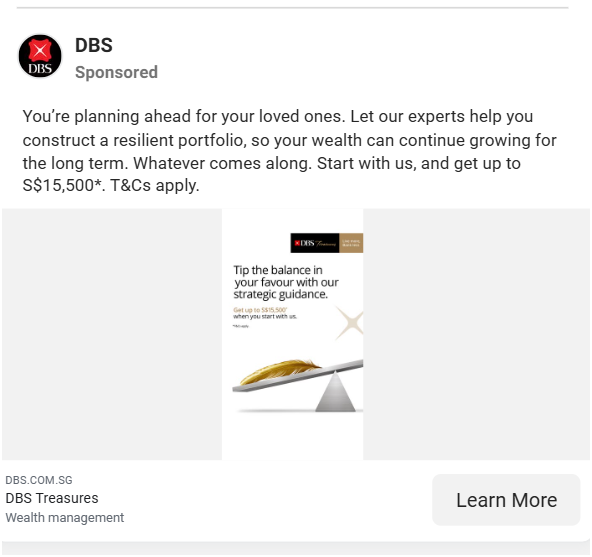 DBS
DBS
Sponsored
You're planning ahead for your loved ones. Let our experts help you
construct a resilient portfolio, so your wealth can continue growing for
the long term. Whatever comes along. Start with us, and get up to
S$15,500*. T&Cs apply.
DBS Treasures
Tip the balance in
your favour with our
strategic guidance.
Get up to S$15,500*
when you start with us.
DBS.COM.SG
DBS Treasures
Wealth management
Learn More